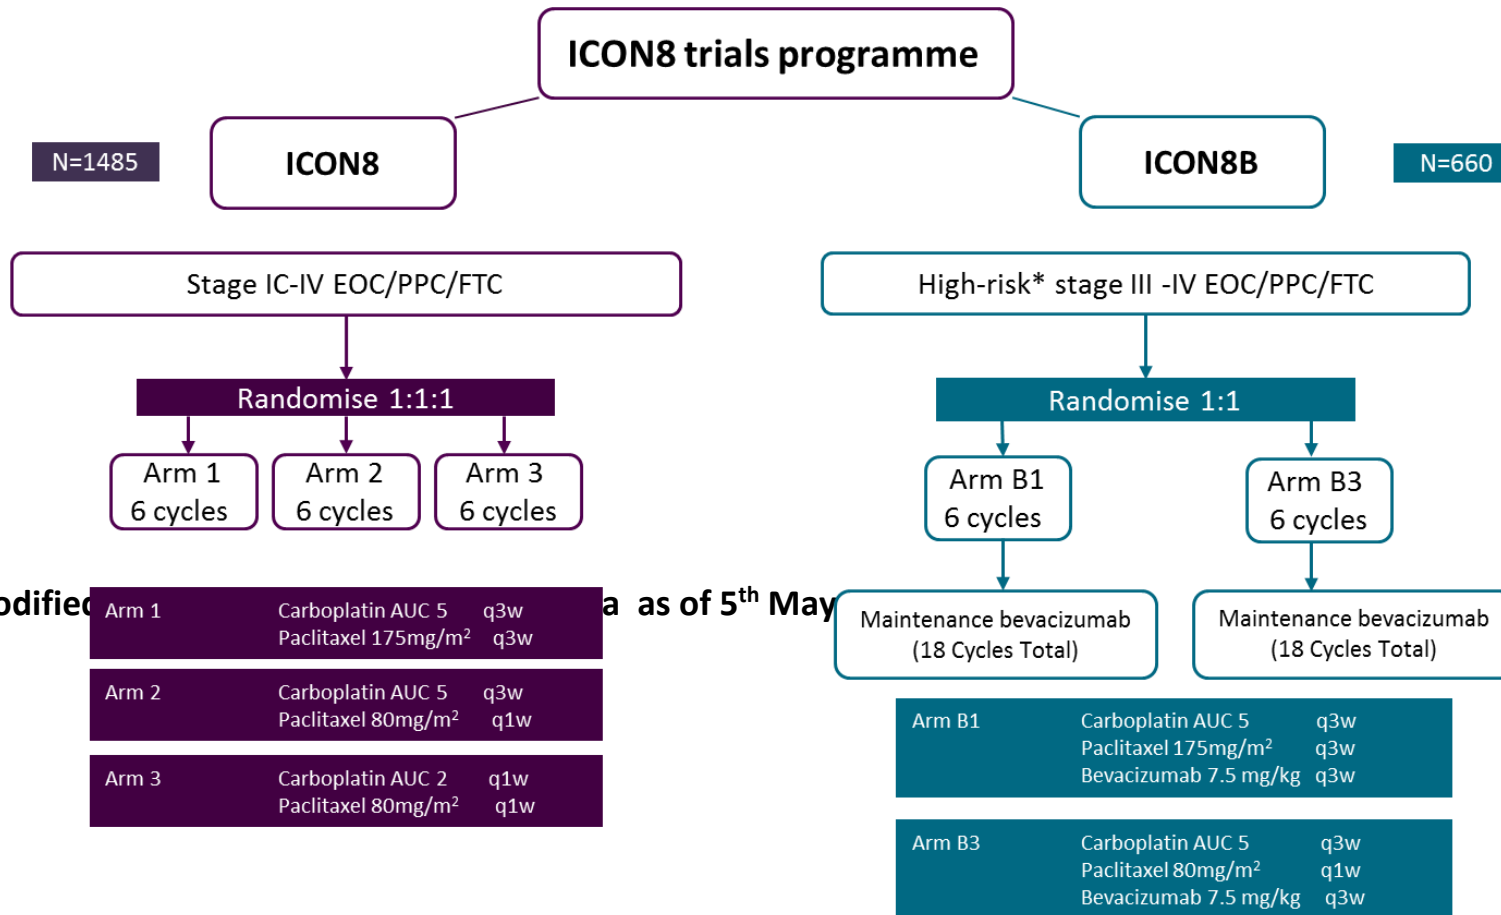 ICON8 trials programme
N=1485
ICON8
ICON8B
N=660
Stage IC-IV EOC/PPC/FTC
High-risk* stage III -IV EOC/PPC/FTC
Randomise 1:1:1
Randomise 1:1
Arm 1
6 cycles
Arm 2
6 cycles
Arm 3
6 cycles
Arm B1
6 cycles
Arm B3
6 cycles
odified
a as of 5th May
Maintenance bevacizumab
(18 Cycles Total)
Maintenance bevacizumab
(18 Cycles Total)
Arm 1 Carboplatin AUC 5 q3w
Paclitaxel 175mg/m² q3w
Arm 2 Carboplatin AUC 5 q3w
Paclitaxel 80mg/m² q1w
Arm 3 Carboplatin AUC 2 q1w
Paclitaxel 80mg/m² q1w
Arm B1 Carboplatin AUC 5 q3w
Paclitaxel 175mg/m² q3w
Bevacizumab 7.5 mg/kg q3w
Arm B3 Carboplatin AUC 5 q3w
Paclitaxel 80mg/m² q1w
Bevacizumab 7.5 mg/kg q3w